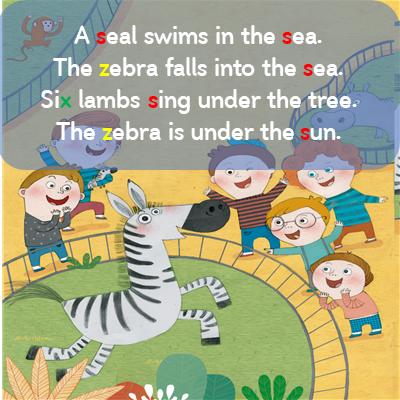 A seal swims in the sea.
The zebra falls into the sea.
Six lambs sing under the tree.
The zebra is under the sun.